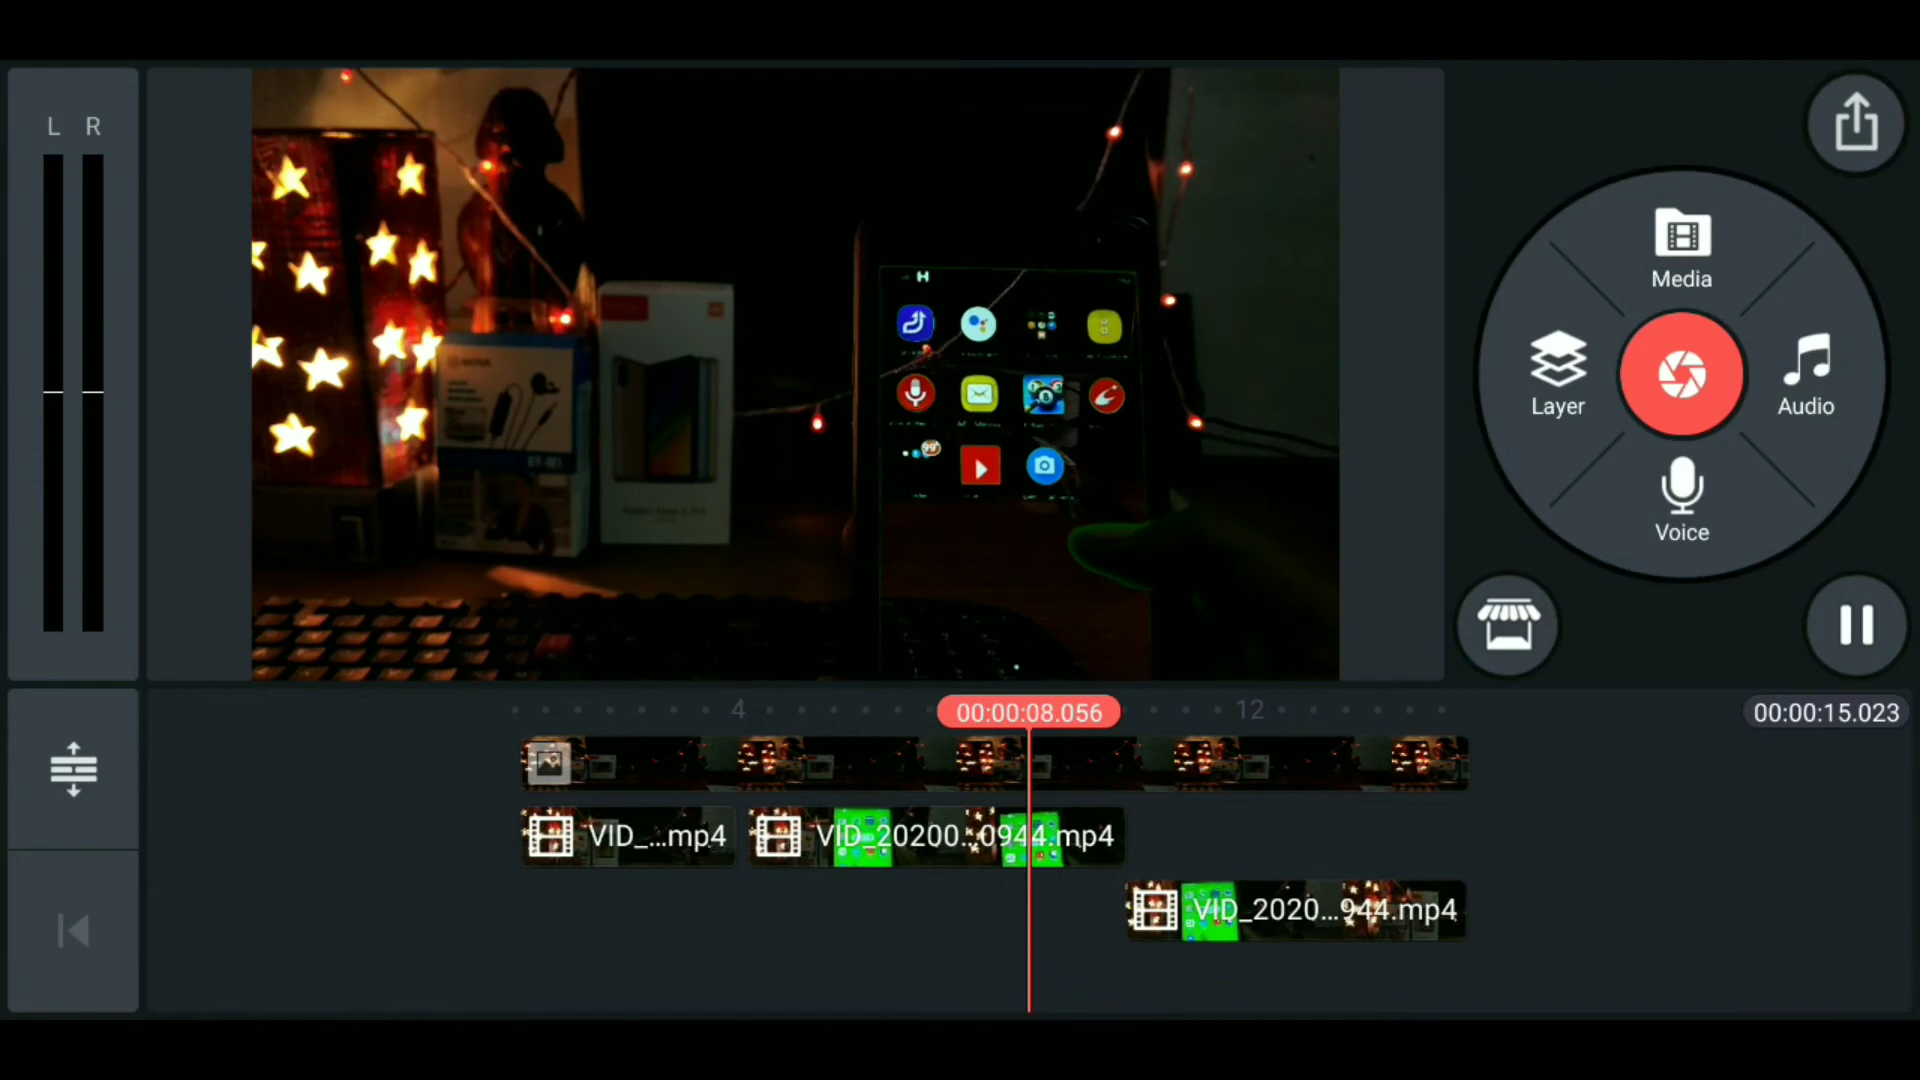 L R
H
99+
Media
Layer
Audio
Voice
4
00:00:08.056
12
00:00:15.023
VID_...mp4
VID_20200...0944.mp4
VID_2020...944.mp4